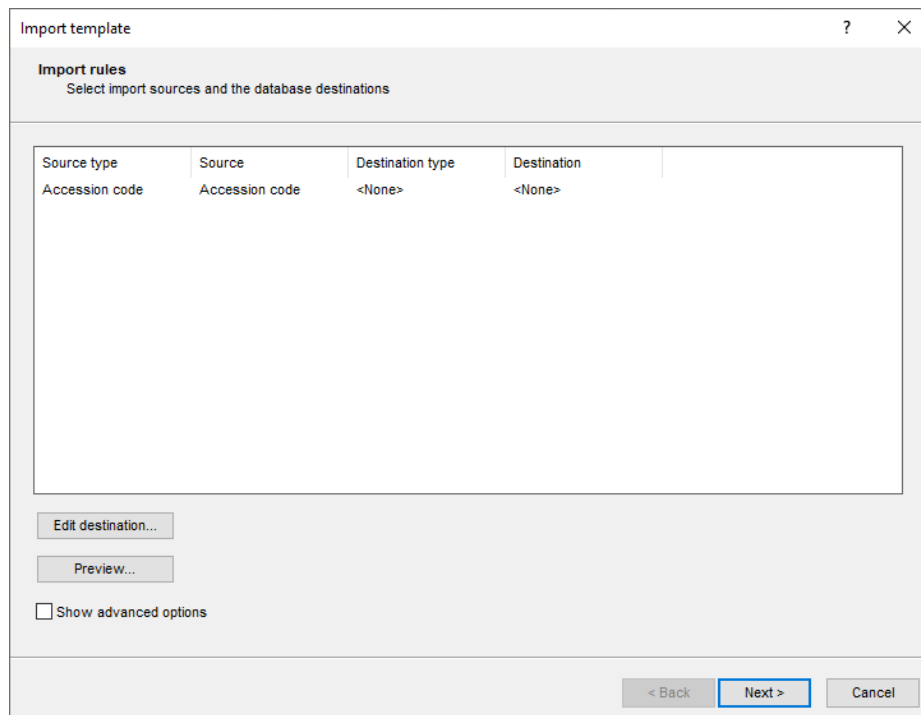 Import template
?
Import rules
Select import sources and the database destinations
Source type Source Destination type Destination
Accession code Accession code <None> <None>
Edit destination...
Preview...
Show advanced options
< Back Next > Cancel